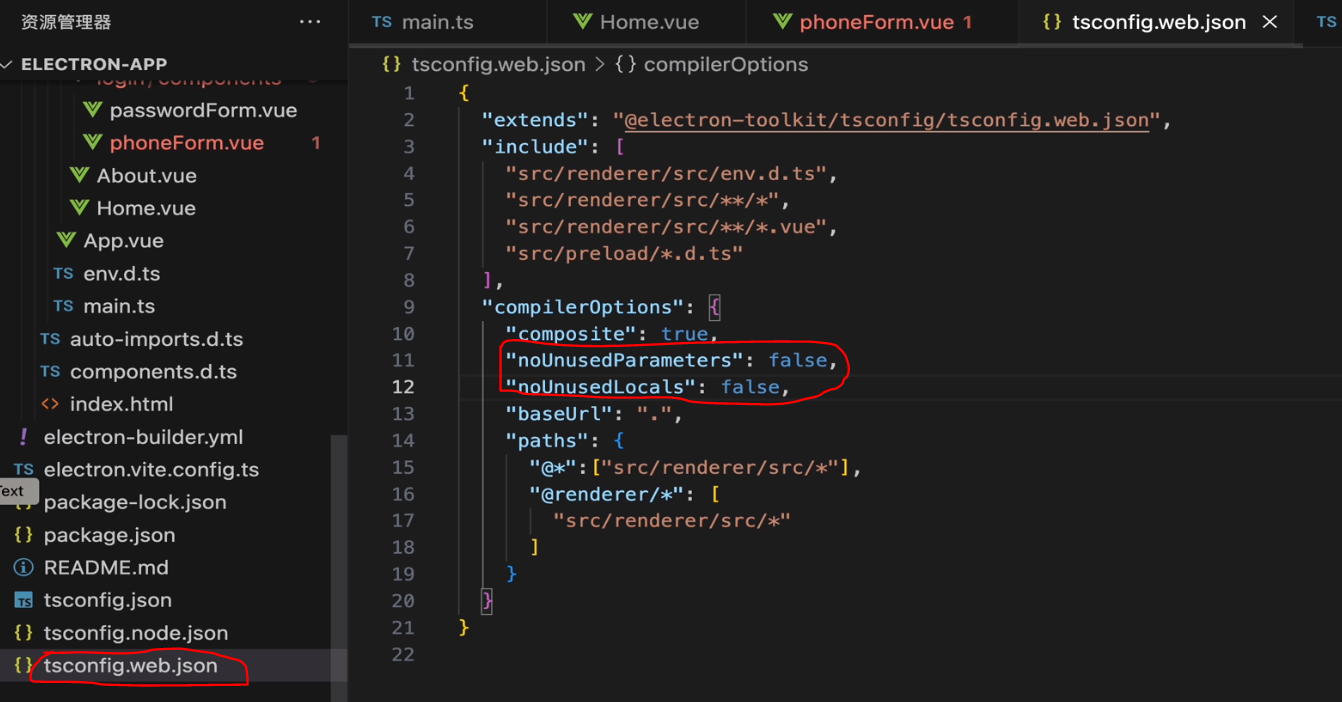 资源管理器 ···
ELECTRON-APP
login / components
passwordForm.vue
phoneForm.vue 1
About.vue
Home.vue
App.vue
TS env.d.ts
TS main.ts
TS auto-imports.d.ts
TS components.d.ts
<> index.html
! electron-builder.yml
TS electron.vite.config.ts
Text
{} package-lock.json
{} package.json
README.md
TS tsconfig.json
{} tsconfig.node.json
{} tsconfig.web.json
TS main.ts
Home.vue
phoneForm.vue 1
{} tsconfig.web.json ×
TS
{} tsconfig.web.json > {} compilerOptions
1 {
2 "extends": "@electron-toolkit/tsconfig/tsconfig.web.json",
3 "include": [
4 "src/renderer/src/env.d.ts",
5 "src/renderer/src/**/*",
6 "src/renderer/src/**/*.vue",
7 "src/preload/*.d.ts"
8 ],
9 "compilerOptions": {
10 "composite": true,
11 "noUnusedParameters": false,
12 "noUnusedLocals": false,
13 "baseUrl": ".",
14 "paths": {
15 "@*":["src/renderer/src/*"],
16 "@renderer/*": [
17 "src/renderer/src/*"
18 ]
19 }
20 }
21 }
22